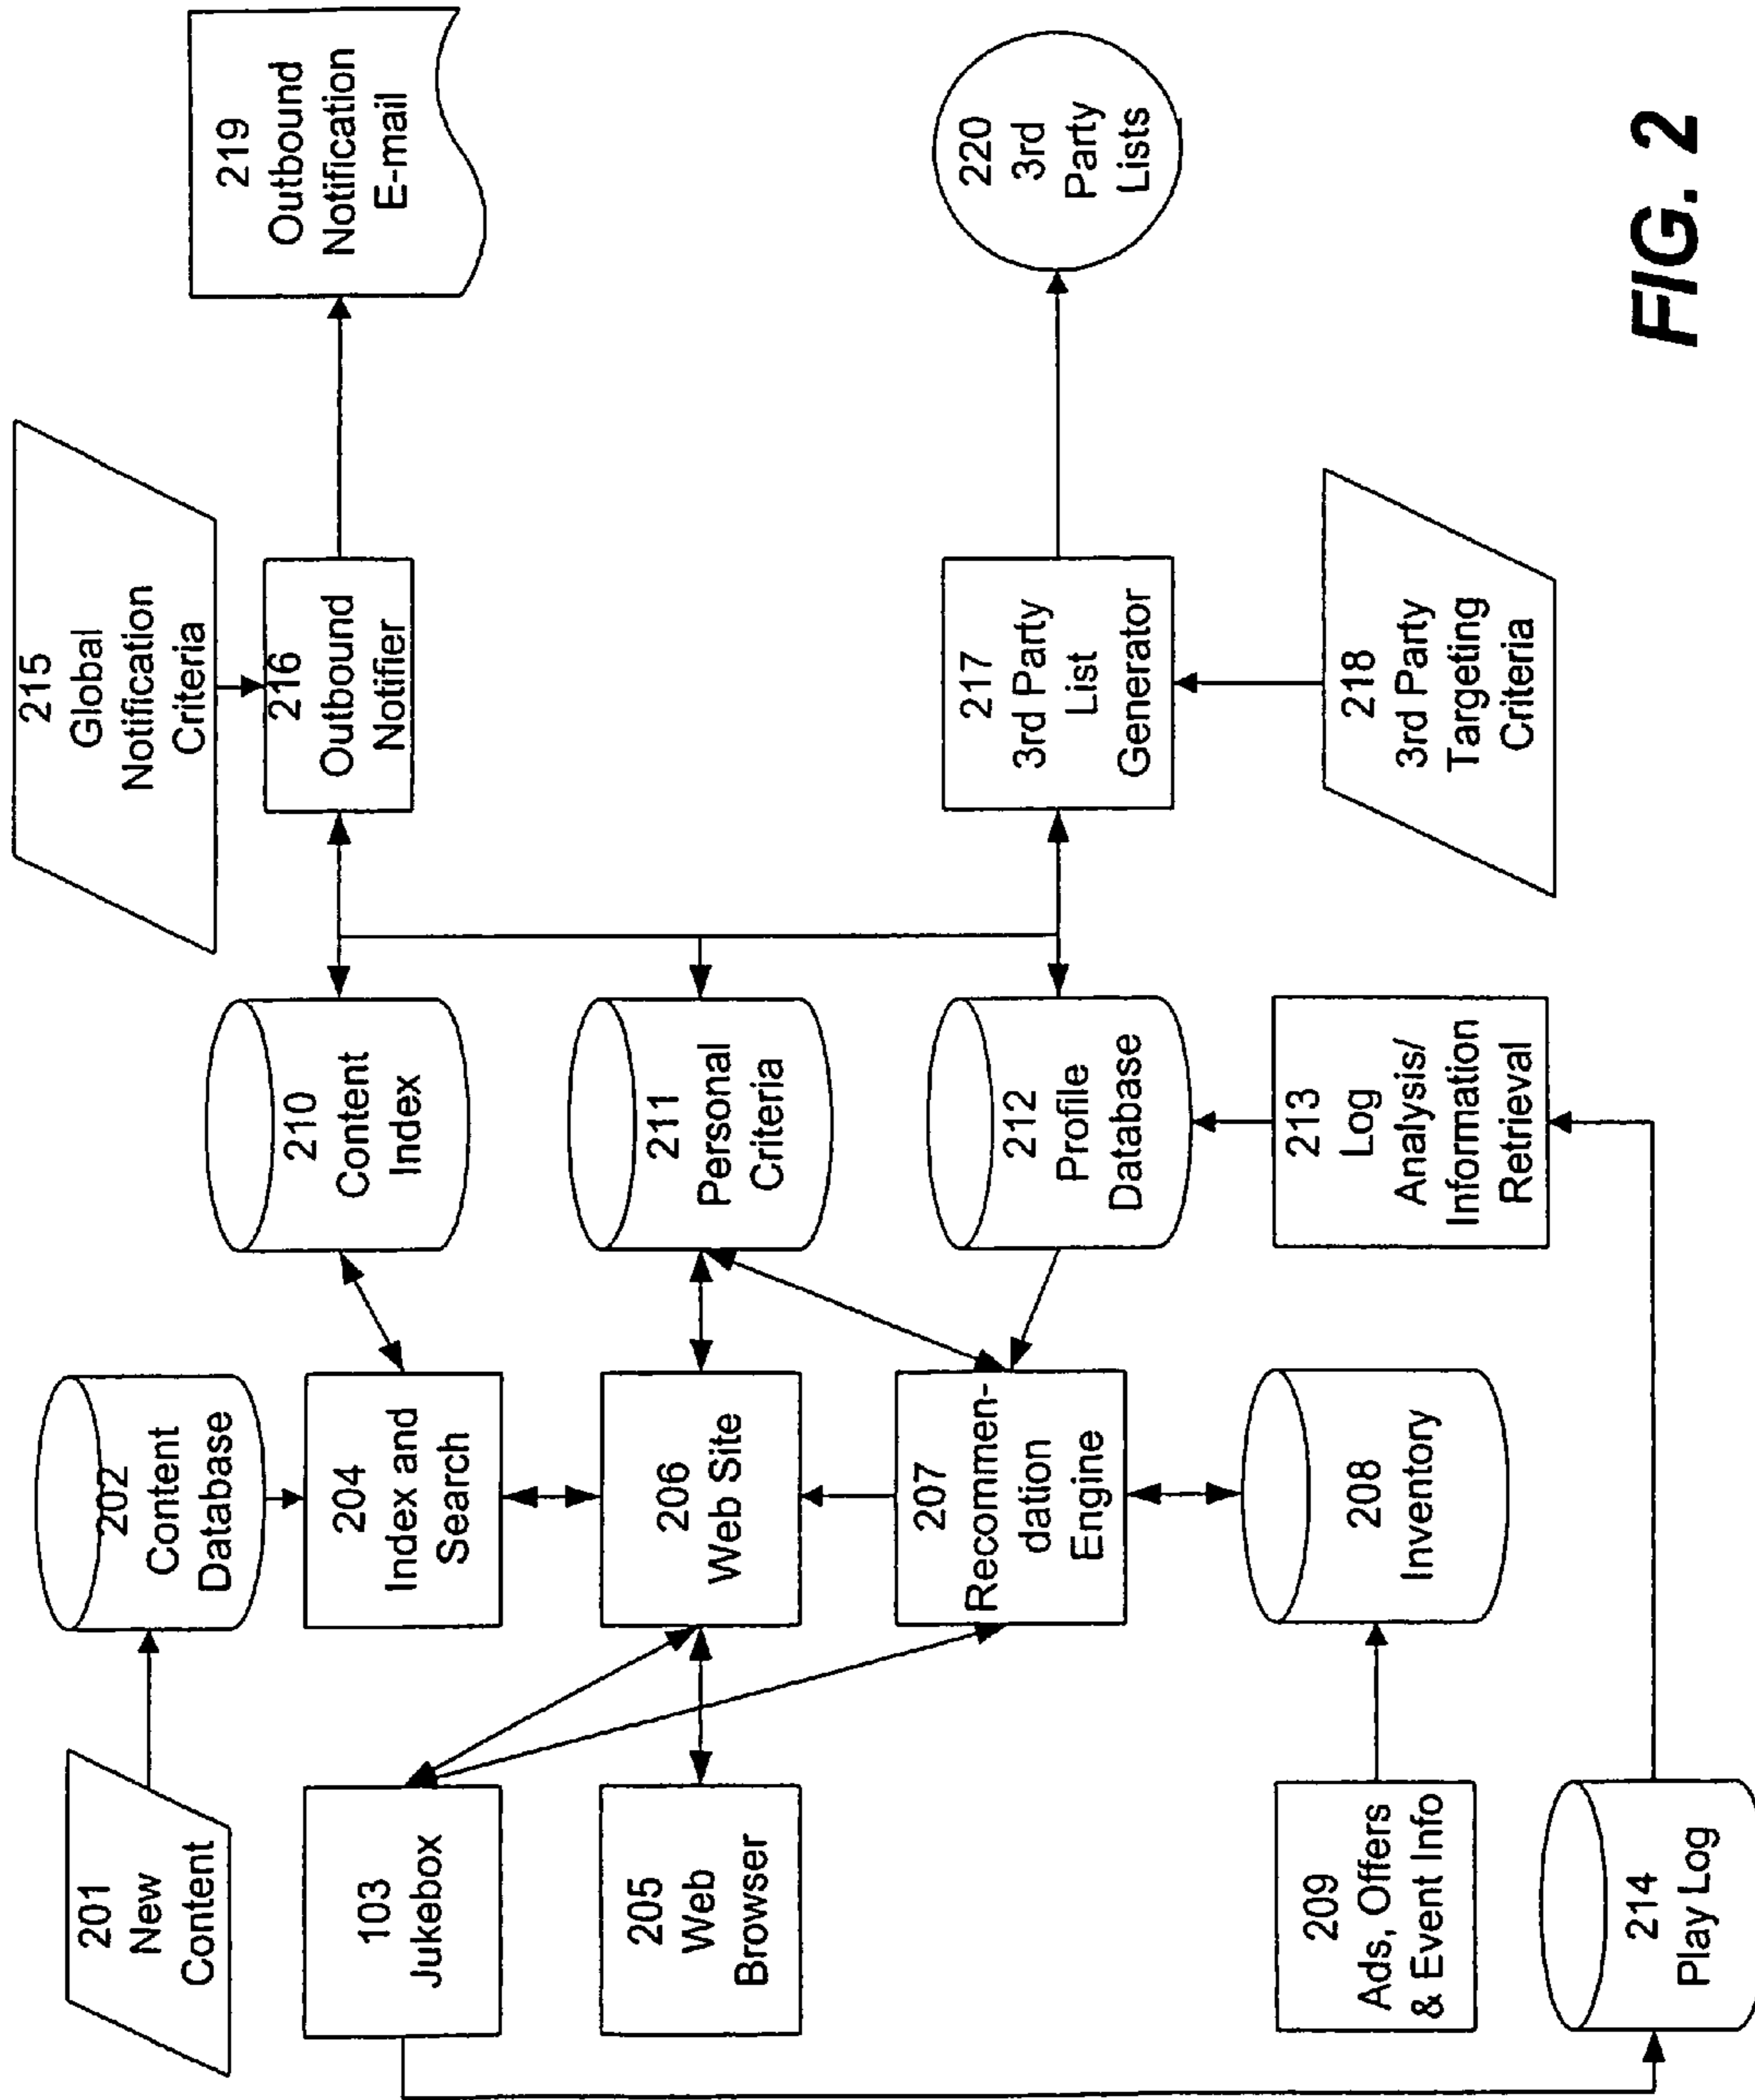 201
New
Content
202
Content
Database
103
Jukebox
204
Index and
Search
210
Content
Index
215
Global
Notification
Criteria
216
Outbound
Notifier
219
Outbound
Notification
E-mail
205
Web
Browser
206
Web Site
211
Personal
Criteria
207
Recommen-
dation
Engine
212
Profile
Database
217
3rd Party
List
Generator
220
3rd
Party
Lists
209
Ads, Offers
& Event Info
208
Inventory
213
Log
Analysis/
Information
Retrieval
218
3rd Party
Targeting
Criteria
214
Play Log
FIG. 2